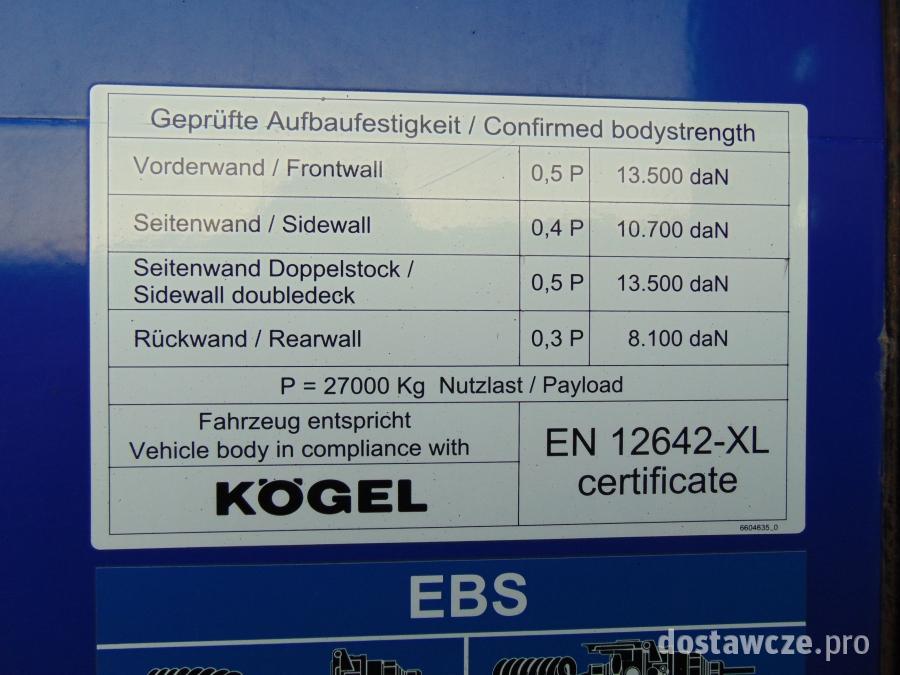 Geprüfte Aufbaufestigkeit / Confirmed bodystrength
Vorderwand / Frontwall 0,5 P 13.500 daN
Seitenwand / Sidewall 0,4 P 10.700 daN
Seitenwand Doppelstock /
Sidewall doubledeck 0,5 P 13.500 daN
Rückwand / Rearwall 0,3 P 8.100 daN
P = 27000 Kg Nutzlast / Payload
Fahrzeug entspricht
Vehicle body in compliance with
KÖGEL
EN 12642-XL
certificate
6604635_0
EBS
dostawcze.pro